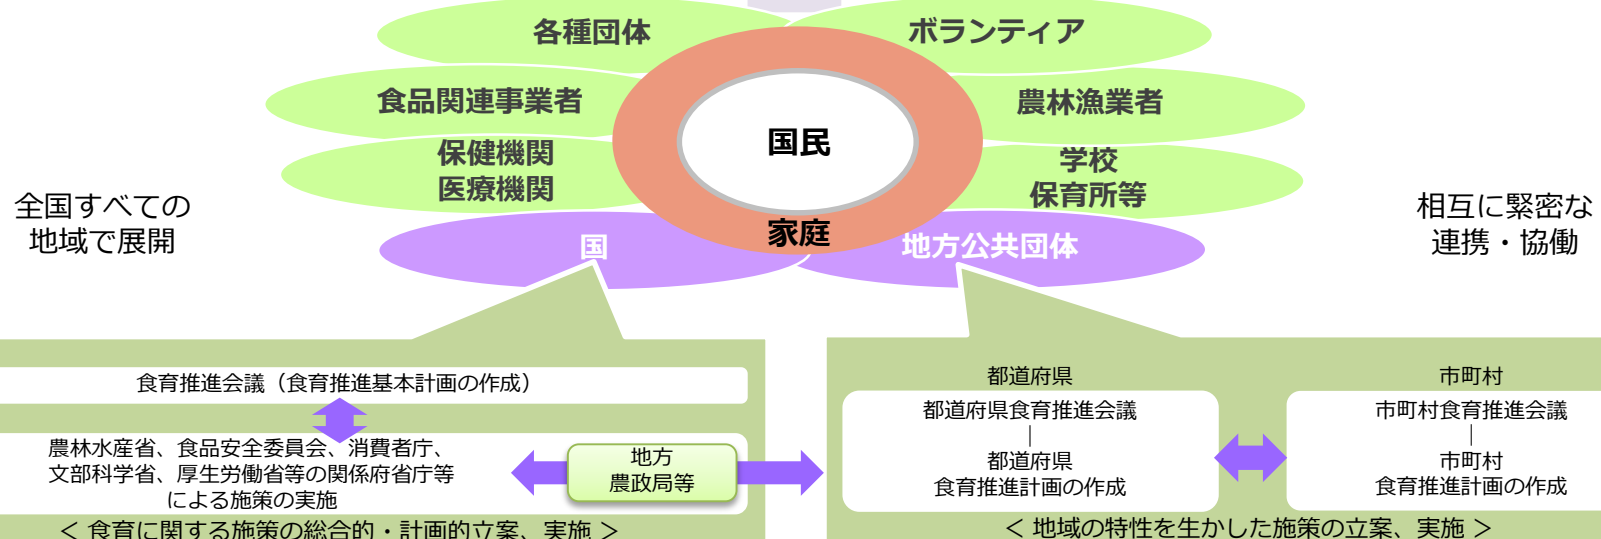 各種団体
ボランティア
食品関連事業者
農林漁業者
国民
保健機関
医療機関
学校
保育所等
全国すべての
地域で展開
相互に緊密な
連携・協働
家庭
国
地方公共団体
食育推進会議（食育推進基本計画の作成）
農林水産省、食品安全委員会、消費者庁、
文部科学省、厚生労働省等の関係府省庁等
による施策の実施
＜ 食育に関する施策の総合的・計画的立案、実施 ＞
地方
農政局等
都道府県
都道府県食育推進会議
｜
都道府県
食育推進計画の作成
市町村
市町村食育推進会議
｜
市町村
食育推進計画の作成
＜ 地域の特性を生かした施策の立案、実施 ＞